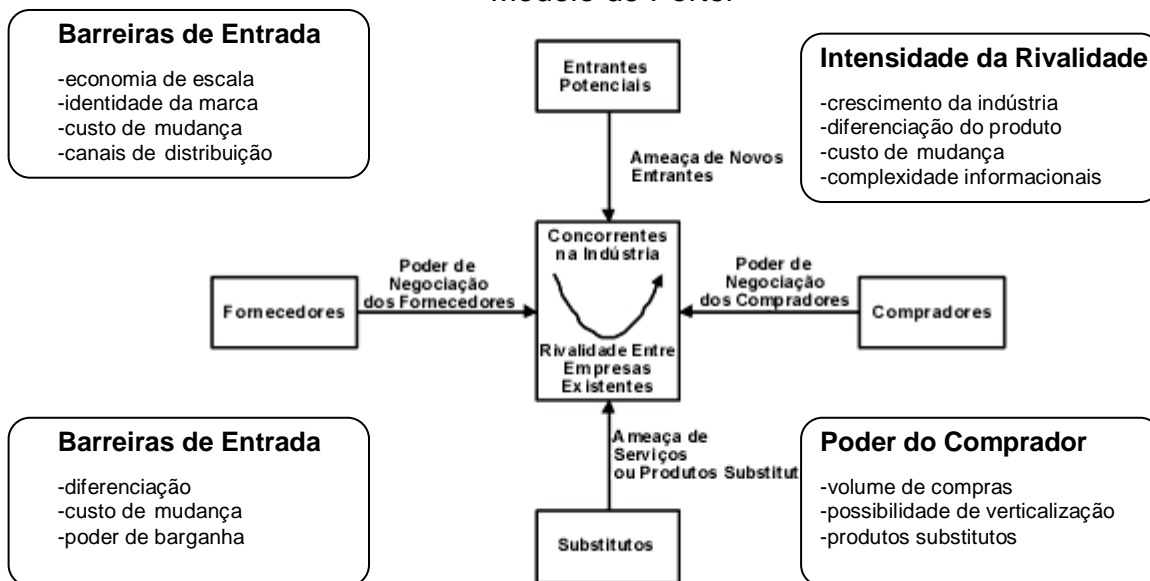 Barreiras de Entrada
-economia de escala
-identidade da marca
-custo de mudança
-canais de distribuição
Entrantes
Potenciais
Intensidade da Rivalidade
-crescimento da indústria
-diferenciação do produto
-custo de mudança
-complexidade informacionais
Ameaça de Novos
Entrantes
Fornecedores
Poder de
Negociação
dos Fornecedores
Concorrentes
na Indústria
Rivalidade Entre
Empresas
Existentes
Poder de
Negociação
dos Compradores
Compradores
Barreiras de Entrada
-diferenciação
-custo de mudança
-poder de barganha
Ameaça de
Serviços
ou Produtos Substitut
Substitutos
Poder do Comprador
-volume de compras
-possibilidade de verticalização
-produtos substitutos